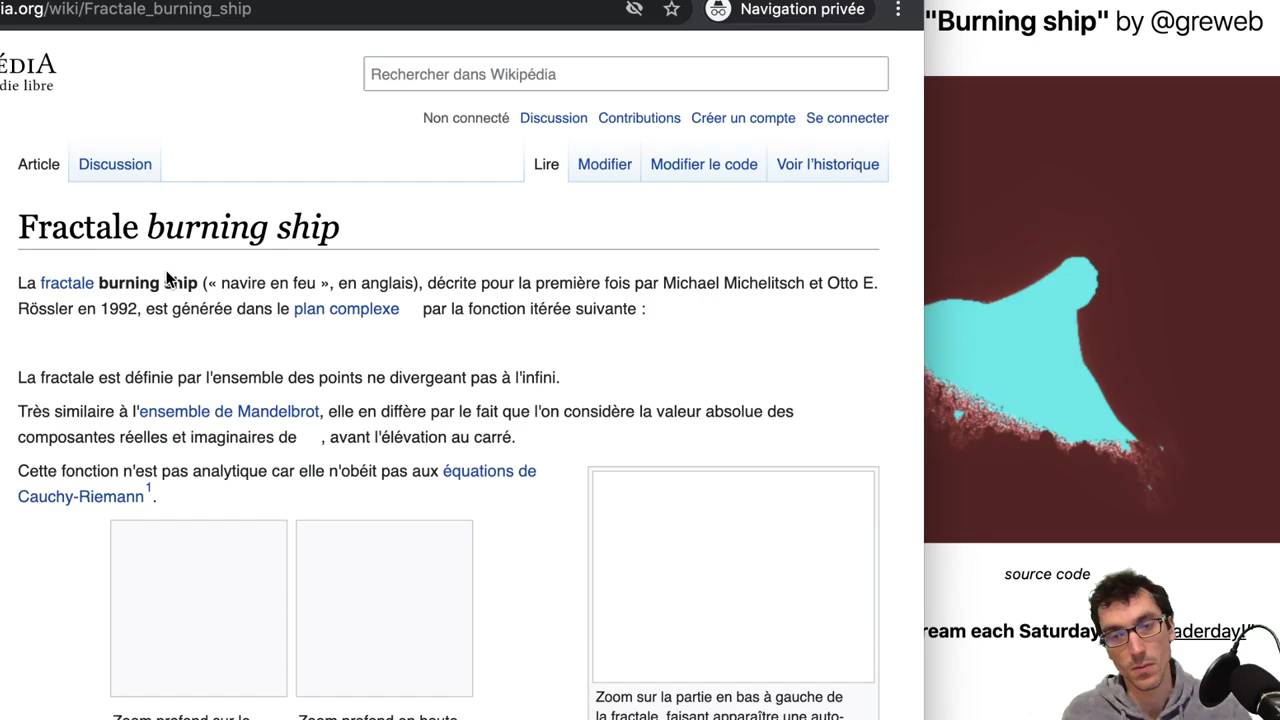 ia.org/wiki/Fractale_burning_ship
Navigation privée
"Burning ship" by @greweb
ÉDIA
die libre
Rechercher dans Wikipédia
Non connecté Discussion Contributions Créer un compte Se connecter
Article Discussion Lire Modifier Modifier le code Voir l'historique
Fractale burning ship
La fractale burning ship (« navire en feu », en anglais), décrite pour la première fois par Michael Michelitsch et Otto E.
Rössler en 1992, est générée dans le plan complexe par la fonction itérée suivante :
La fractale est définie par l'ensemble des points ne divergeant pas à l'infini.
Très similaire à l'ensemble de Mandelbrot, elle en diffère par le fait que l'on considère la valeur absolue des
composantes réelles et imaginaires de , avant l'élévation au carré.
Cette fonction n'est pas analytique car elle n'obéit pas aux équations de
Cauchy-Riemann¹.
Zoom sur la partie en bas à gauche de
la fractale, faisant apparaître une auto-
Zoom profond sur le
Zoom profond en haute
source code
ream each Saturday
aderday!